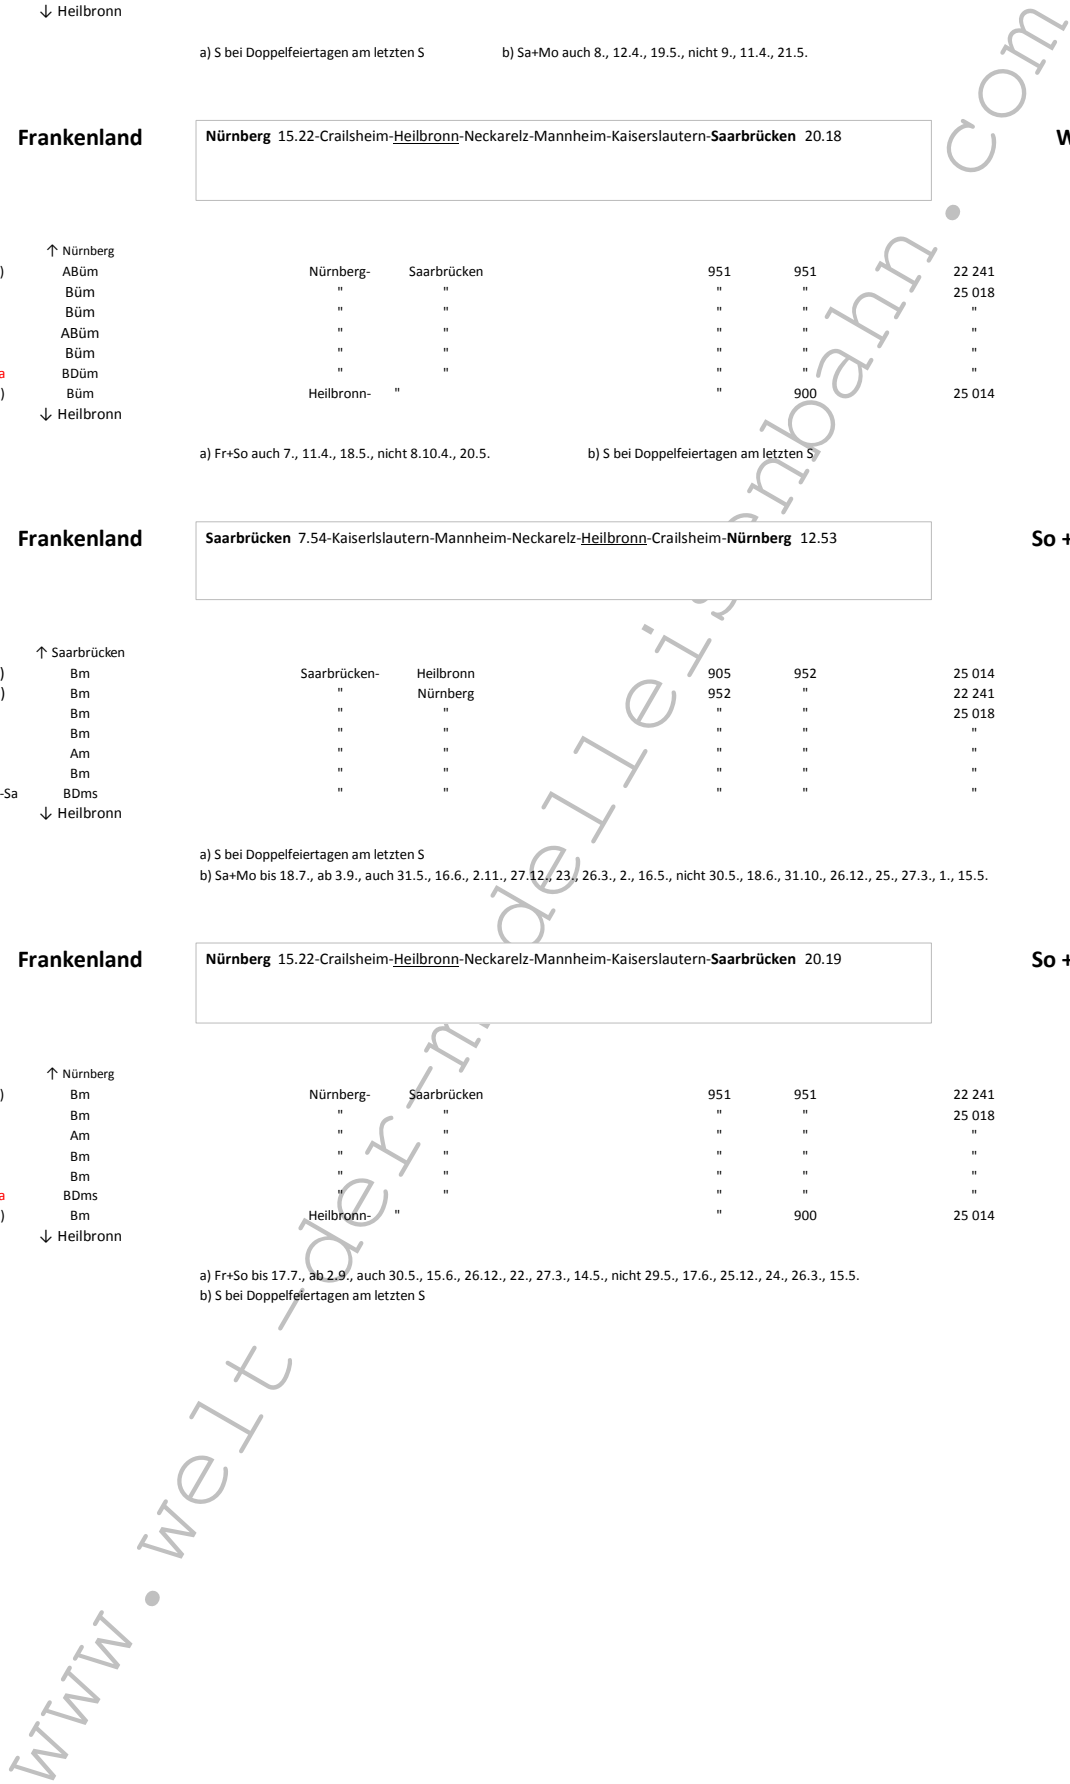 ↓ Heilbronn
a) S bei Doppelfeiertagen am letzten S b) Sa+Mo auch 8., 12.4., 19.5., nicht 9., 11.4., 21.5.
Frankenland Nürnberg 15.22-Crailsheim-Heilbronn-Neckarelz-Mannheim-Kaiserslautern-Saarbrücken 20.18 W
↑ Nürnberg
) ABüm Nürnberg- Saarbrücken 951 951 22 241
Büm " " " " 25 018
Büm " " " " "
ABüm " " " " "
Büm " " " " "
a BDüm " " " " "
) Büm Heilbronn- " " 900 25 014
↓ Heilbronn
a) Fr+So auch 7., 11.4., 18.5., nicht 8.10.4., 20.5. b) S bei Doppelfeiertagen am letzten S
Frankenland Saarbrücken 7.54-Kaiserlslautern-Mannheim-Neckarelz-Heilbronn-Crailsheim-Nürnberg 12.53 So +
↑ Saarbrücken
) Bm Saarbrücken- Heilbronn 905 952 25 014
) Bm " Nürnberg 952 " 22 241
Bm " " " " 25 018
Bm " " " " "
Am " " " " "
Bm " " " " "
-Sa BDms " " " " "
↓ Heilbronn
a) S bei Doppelfeiertagen am letzten S
b) Sa+Mo bis 18.7., ab 3.9., auch 31.5., 16.6., 2.11., 27.12., 23., 26.3., 2., 16.5., nicht 30.5., 18.6., 31.10., 26.12., 25., 27.3., 1., 15.5.
Frankenland Nürnberg 15.22-Crailsheim-Heilbronn-Neckarelz-Mannheim-Kaiserslautern-Saarbrücken 20.19 So +
↑ Nürnberg
) Bm Nürnberg- Saarbrücken 951 951 22 241
Bm " " " " 25 018
Am " " " " "
Bm " " " " "
Bm " " " " "
a BDms " " " " "
) Bm Heilbronn- " " 900 25 014
↓ Heilbronn
a) Fr+So bis 17.7., ab 2.9., auch 30.5., 15.6., 26.12., 22., 27.3., 14.5., nicht 29.5., 17.6., 25.12., 24., 26.3., 15.5.
b) S bei Doppelfeiertagen am letzten S
www.welt-der-modelleisenbahn.com